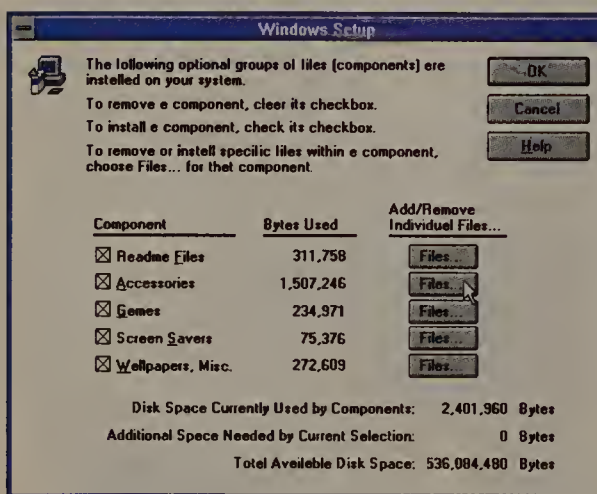 Windows Setup
The following optional groups of files (components) are
installed on your system.
To remove a component, clear its checkbox.
To install a component, check its checkbox.
To remove or install specific files within a component,
choose Files... for that component.
OK
Cancel
Help
Component Bytes Used Add/Remove
Individual Files...
Readme Files 311,758 Files...
Accessories 1,507,246 Files...
Games 234,971 Files...
Screen Savers 75,376 Files...
Wallpapers, Misc. 272,609 Files...
Disk Space Currently Used by Components: 2,401,960 Bytes
Additional Space Needed by Current Selection: 0 Bytes
Total Available Disk Space: 536,084,480 Bytes